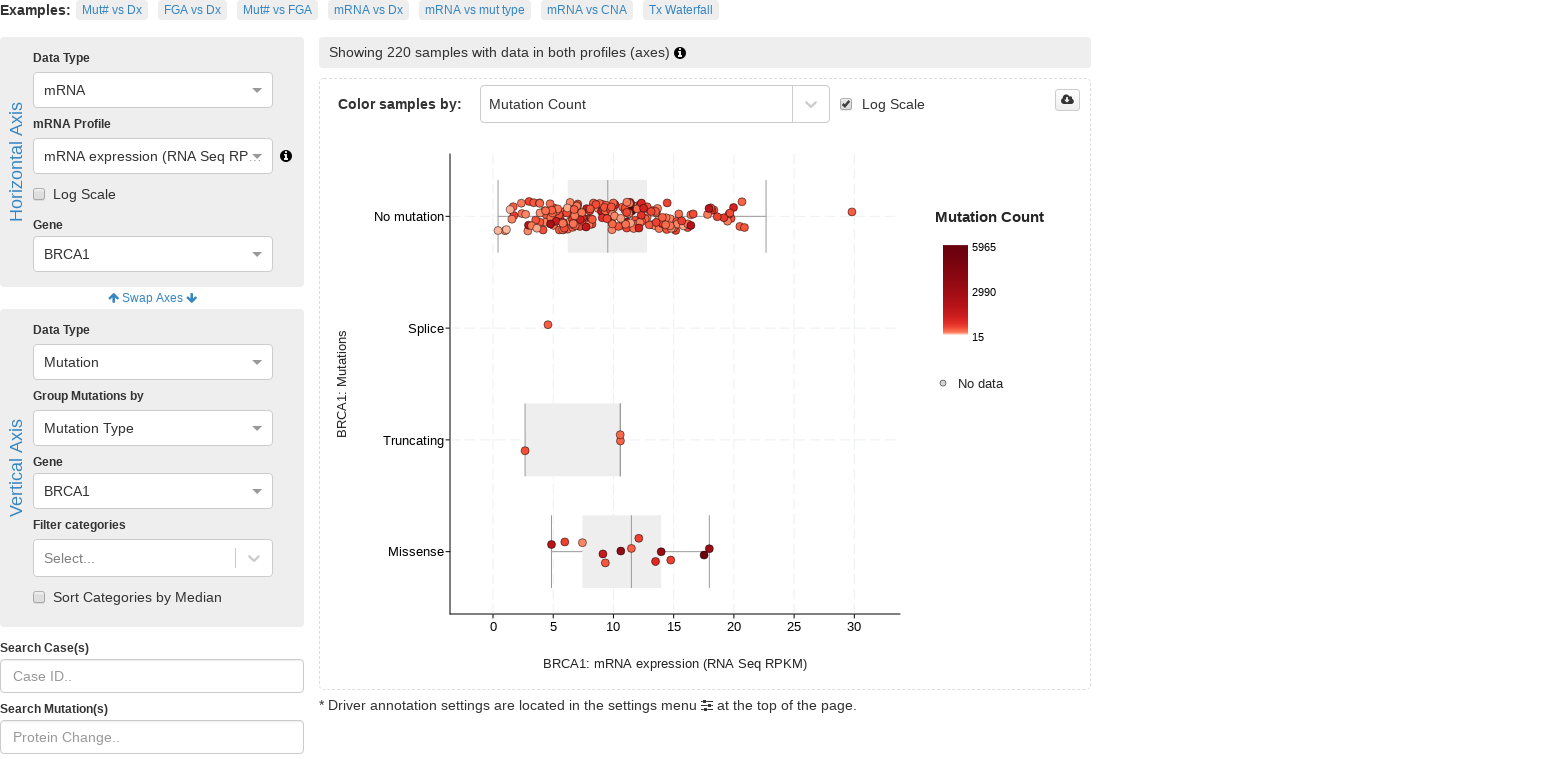 Examples: Mut# vs Dx FGA vs Dx Mut# vs FGA mRNA vs Dx mRNA vs mut type mRNA vs CNA Tx Waterfall
Horizontal Axis
Data Type
mRNA
mRNA Profile
mRNA expression (RNA Seq RP...
Log Scale
Gene
BRCA1
Swap Axes
Vertical Axis
Data Type
Mutation
Group Mutations by
Mutation Type
Gene
BRCA1
Filter categories
Select...
Sort Categories by Median
Search Case(s)
Case ID..
Search Mutation(s)
Protein Change..
Showing 220 samples with data in both profiles (axes)
Color samples by: Mutation Count Log Scale
BRCA1: Mutations
No mutation
Splice
Truncating
Missense
0 5 10 15 20 25 30
BRCA1: mRNA expression (RNA Seq RPKM)
Mutation Count
5965
2990
15
No data
* Driver annotation settings are located in the settings menu at the top of the page.